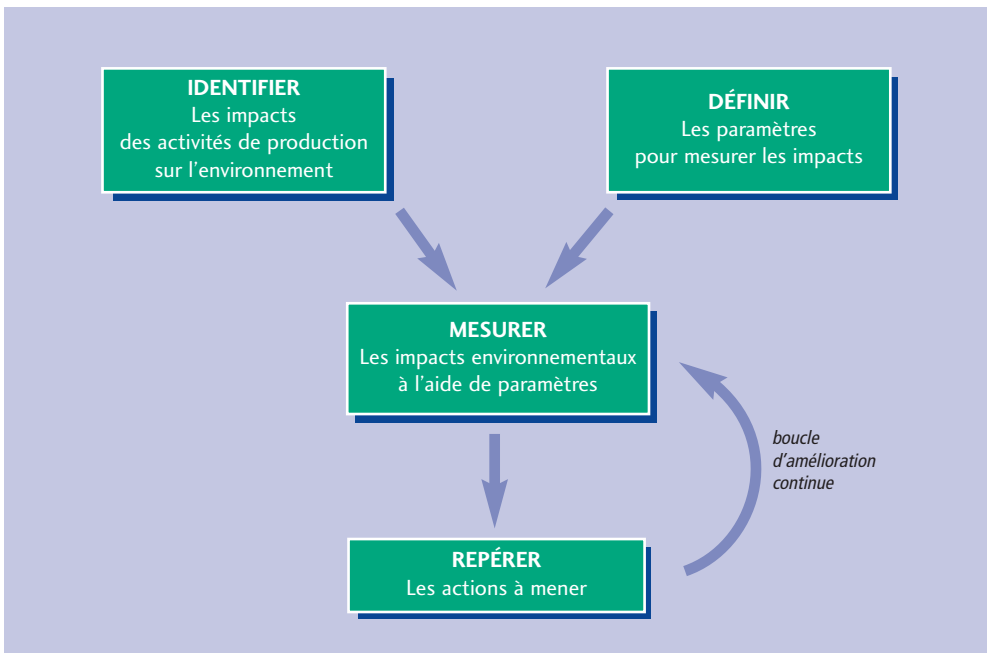 IDENTIFIER
Les impacts
des activités de production
sur l'environnement
DÉFINIR
Les paramètres
pour mesurer les impacts
MESURER
Les impacts environnementaux
à l'aide de paramètres
boucle
d'amélioration
continue
REPÉRER
Les actions à mener